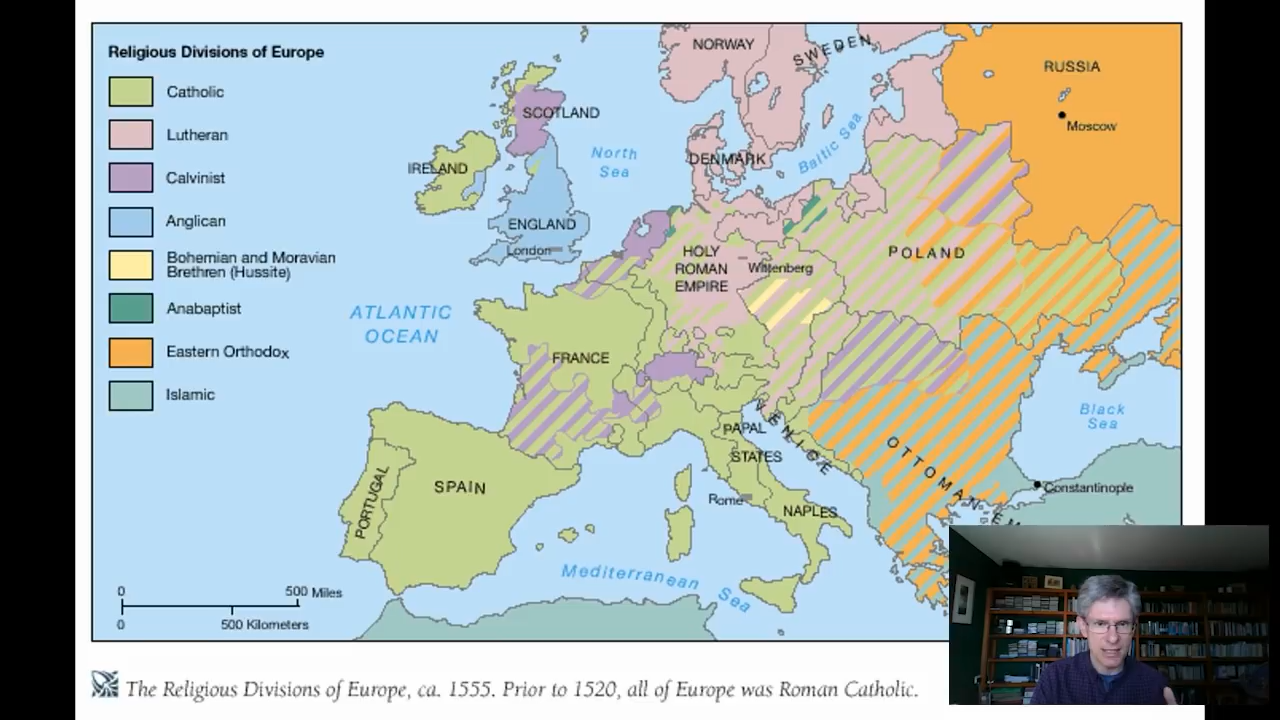 Religious Divisions of Europe
Catholic
Lutheran
Calvinist
Anglican
Bohemian and Moravian
Brethren (Hussite)
Anabaptist
Eastern Orthodox
Islamic
NORWAY
SWEDEN
RUSSIA
Moscow
SCOTLAND
North
Sea
DENMARK
Baltic Sea
IRELAND
ENGLAND
London
HOLY
ROMAN
EMPIRE
Wittenberg
POLAND
ATLANTIC
OCEAN
FRANCE
VENICE
Black
Sea
PAPAL
STATES
OTTOMAN EM
Constantinople
PORTUGAL
SPAIN
Rome
NAPLES
Mediterranean
Sea
0
500 Miles
0
500 Kilometers
The Religious Divisions of Europe, ca. 1555. Prior to 1520, all of Europe was Roman Catholic.